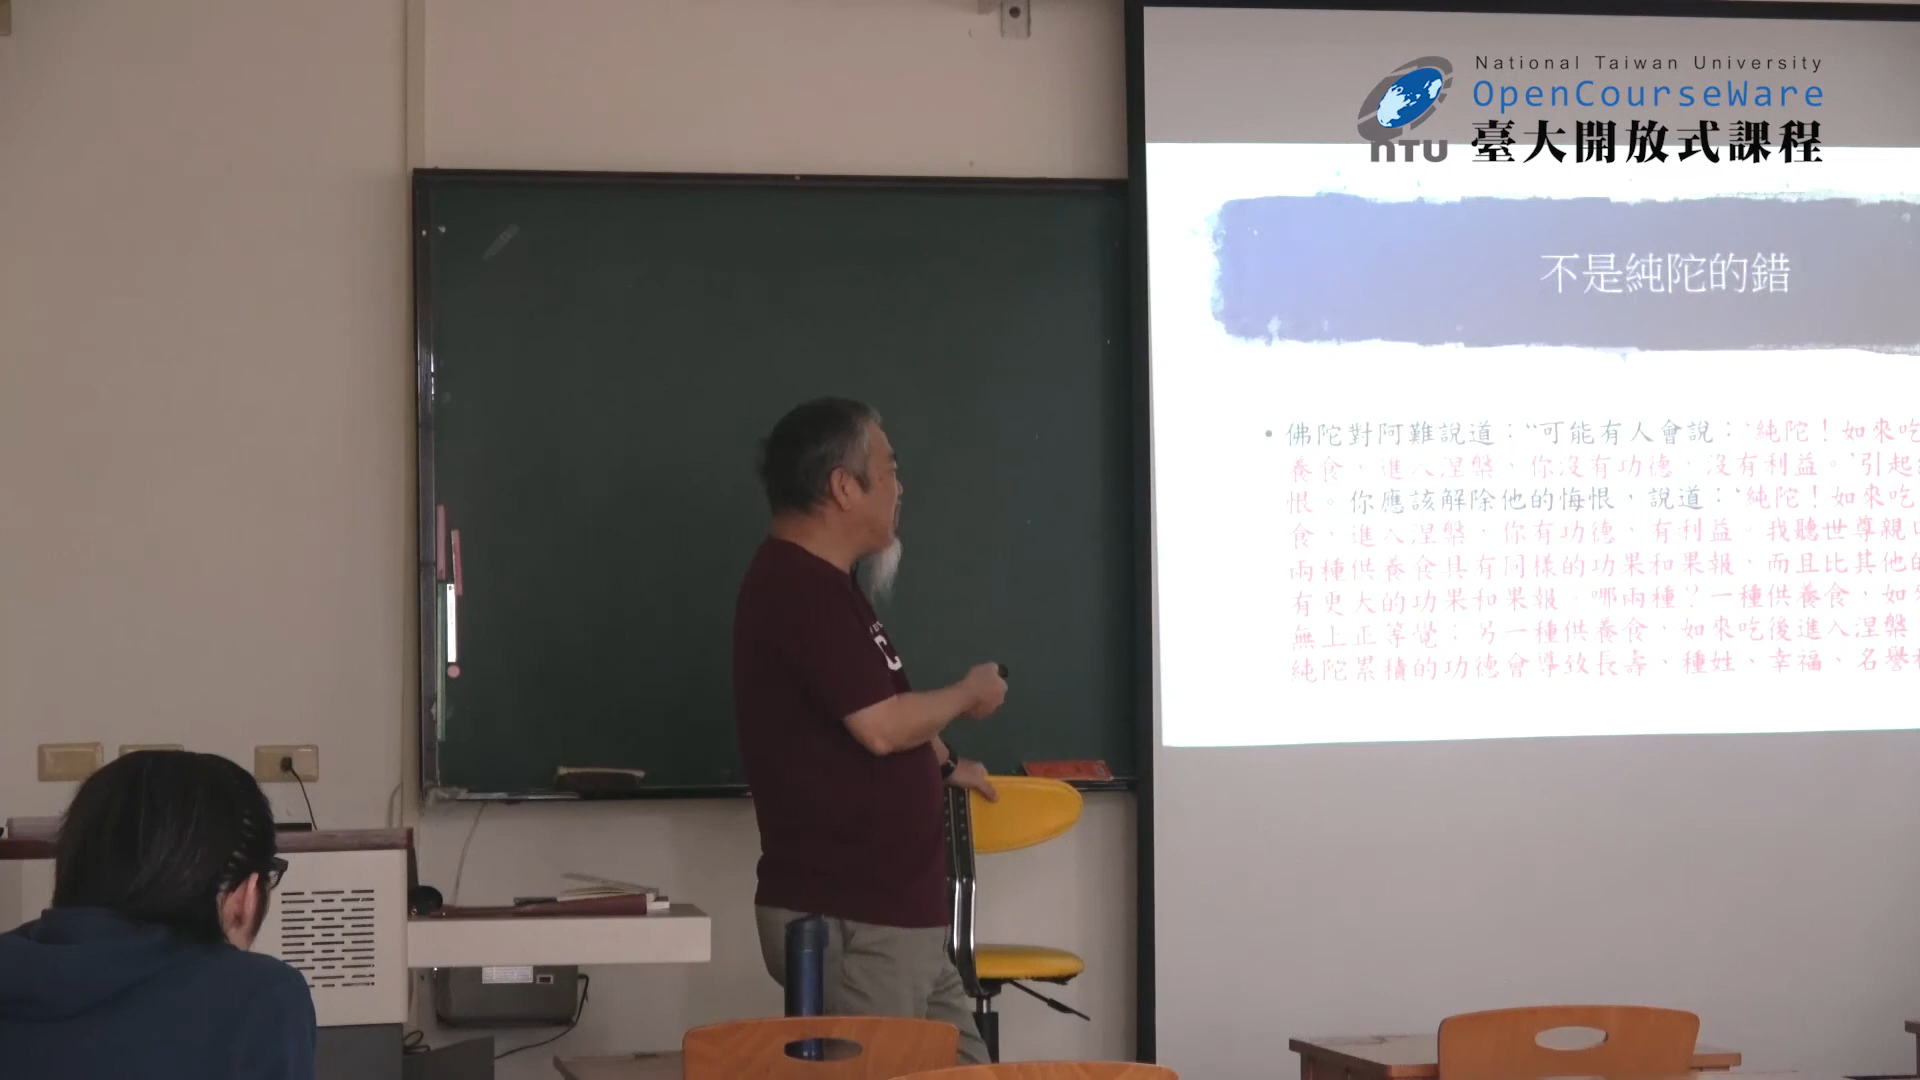 National Taiwan University
OpenCourseWare
NTU 臺大開放式課程
不是純陀的錯
• 佛陀對阿難說道：“可能有人會說：‘純陀！如來吃
養食，進入涅槃，你沒有功德，沒有利益。’引起
恨。你應該解除他的悔恨，說道：‘純陀！如來吃
食，進入涅槃，你有功德，有利益。我聽世尊親
兩種供養食具有同樣的功果和果報，而且比其他的
有更大的功果和果報。哪兩種？一種供養食，如
無上正等覺；另一種供養食，如來吃後進入涅槃
純陀累積的功德會導致長壽、種姓、幸福、名譽